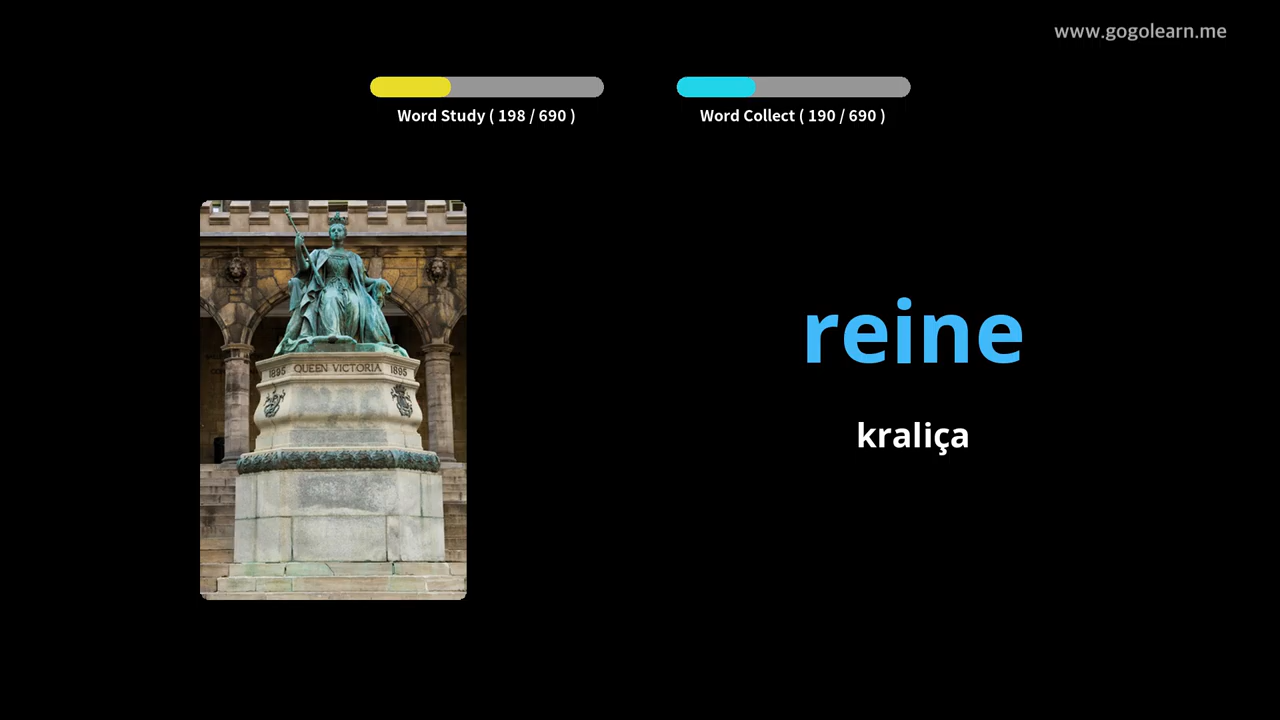 www.gogolearn.me
Word Study ( 198 / 690 )
Word Collect ( 190 / 690 )
1895 QUEEN VICTORIA 1895
reine
kraliça